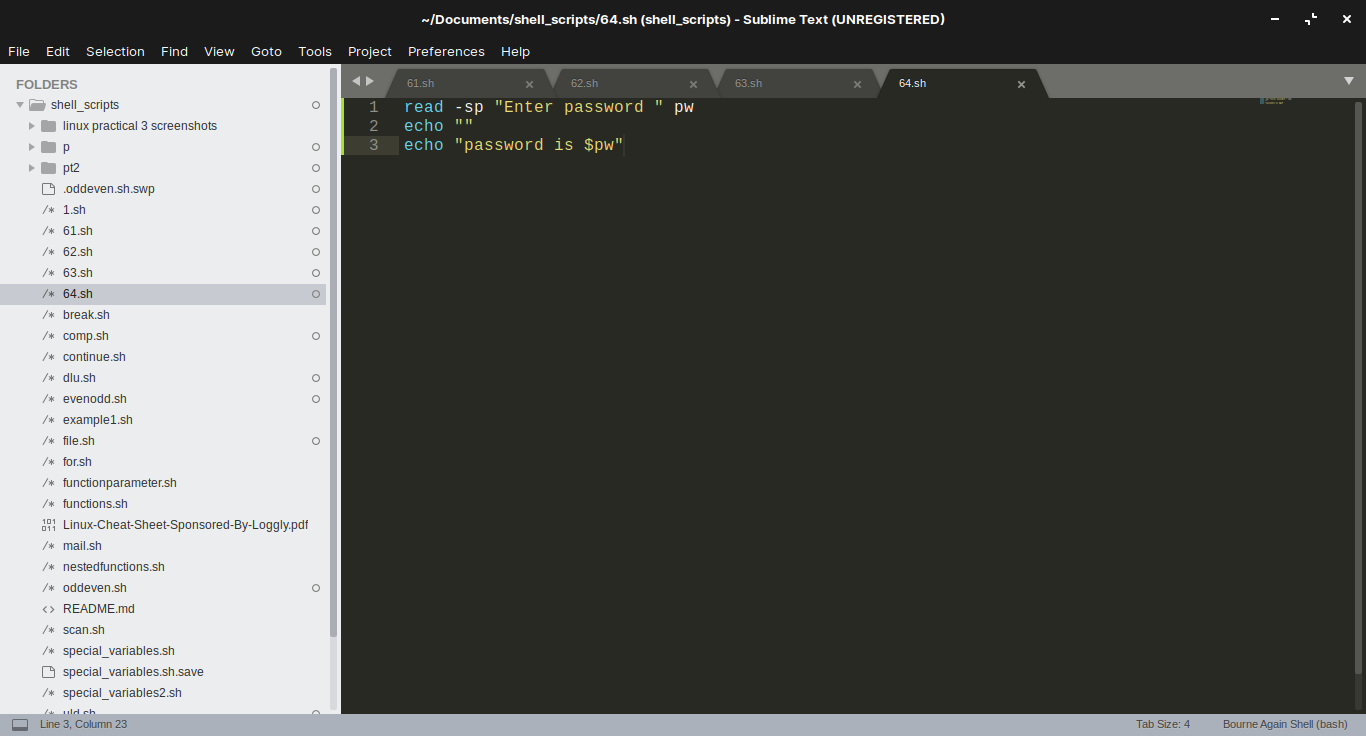 ~/Documents/shell_scripts/64.sh (shell_scripts) - Sublime Text (UNREGISTERED)
File Edit Selection Find View Goto Tools Project Preferences Help
FOLDERS
shell_scripts
linux practical 3 screenshots
p
pt2
.oddeven.sh.swp
/* 1.sh
/* 61.sh
/* 62.sh
/* 63.sh
/* 64.sh
/* break.sh
/* comp.sh
/* continue.sh
/* dlu.sh
/* evenodd.sh
/* example1.sh
/* file.sh
/* for.sh
/* functionparameter.sh
/* functions.sh
Linux-Cheat-Sheet-Sponsored-By-Loggly.pdf
/* mail.sh
/* nestedfunctions.sh
/* oddeven.sh
<> README.md
/* scan.sh
/* special_variables.sh
special_variables.sh.save
/* special_variables2.sh
61.sh 62.sh 63.sh 64.sh
1 read -sp "Enter password " pw
2 echo ""
3 echo "password is $pw"
Line 3, Column 23
Tab Size: 4
Bourne Again Shell (bash)